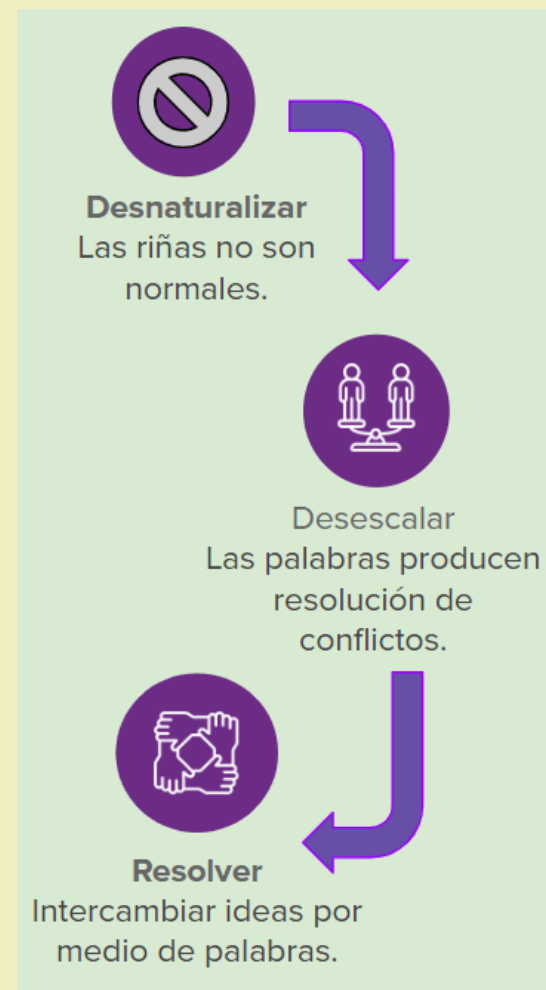 Desnaturalizar
Las riñas no son
normales.
Desescalar
Las palabras producen
resolución de
conflictos.
Resolver
Intercambiar ideas por
medio de palabras.